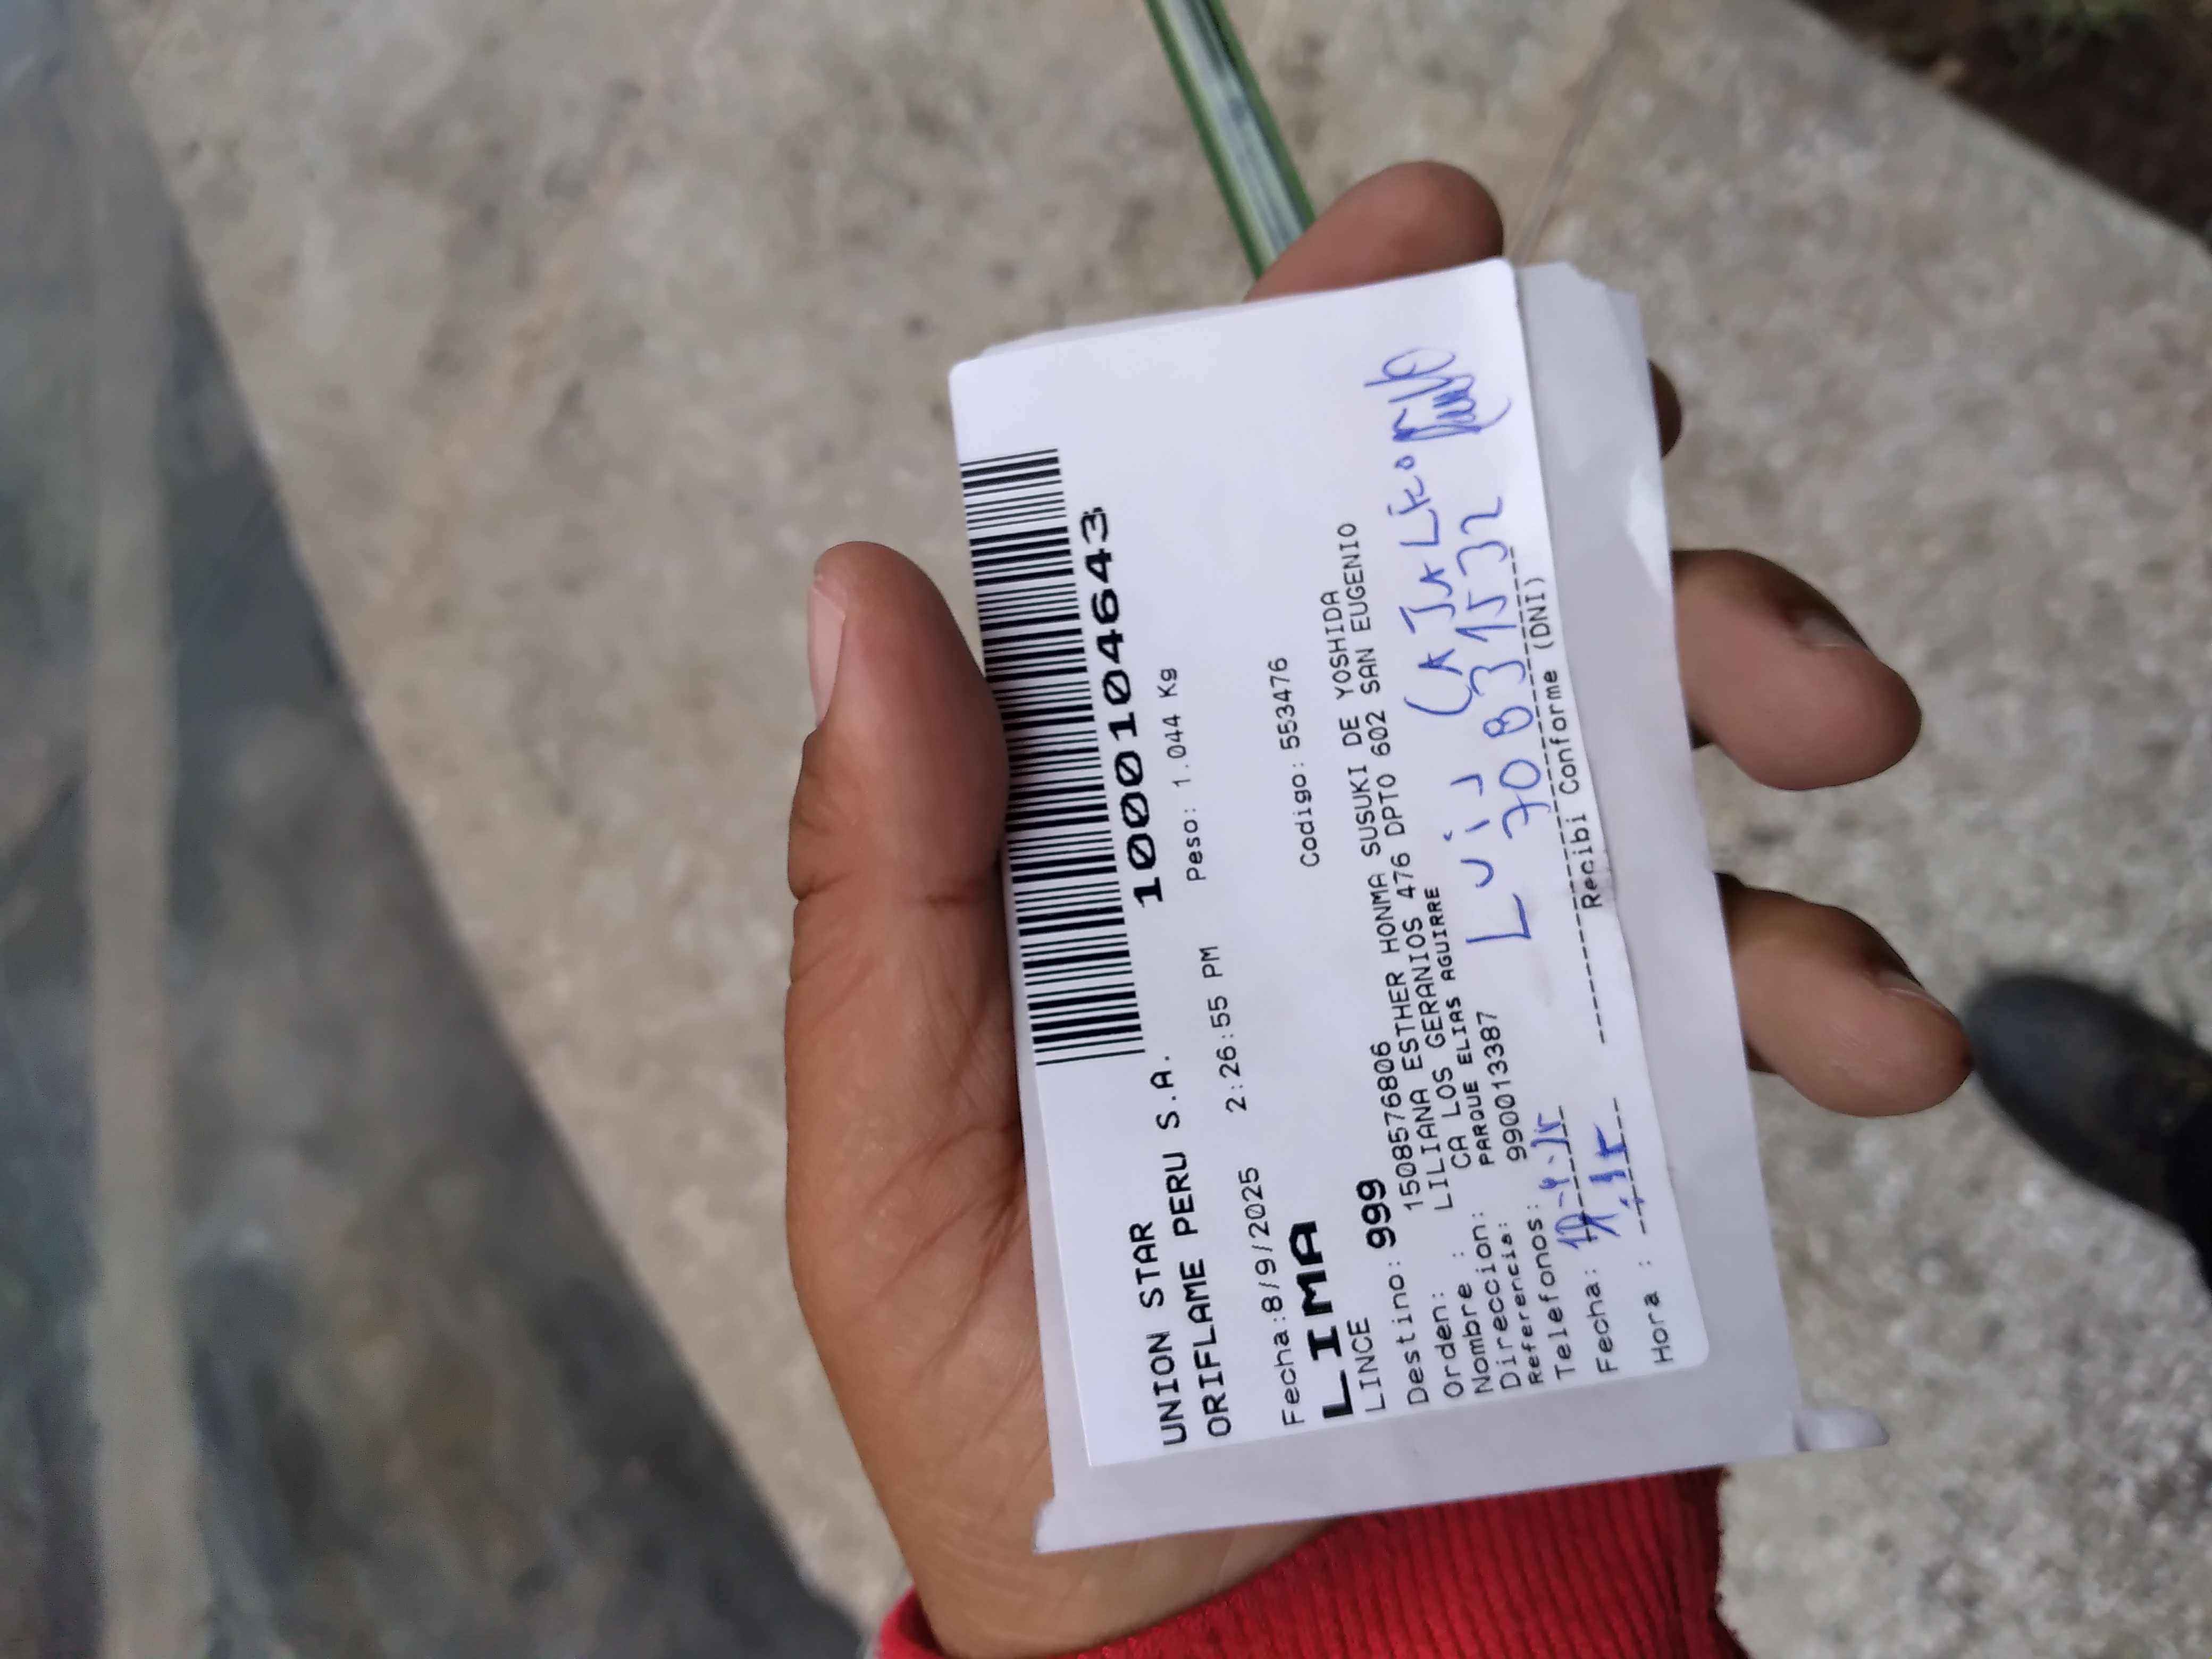 UNION STAR
ORIFLAME PERU S.A.
1000104643
Fecha:8/9/2025 2:26:55 PM Peso: 1.044 Kg
LIMA
LINCE
Destino: 999 Codigo: 553476
Orden: 1508576806
Nombre : LILIANA ESTHER HONMA SUSUKI DE YOSHIDA
Direccion: CA LOS GERANIOS 476 DPTO 602 SAN EUGENIO
Referencia: PARQUE ELIAS AGUIRRE
Telefonos: 990013387
Luis
70831532
Fecha:
Hora :
Recibi Conforme (DNI)